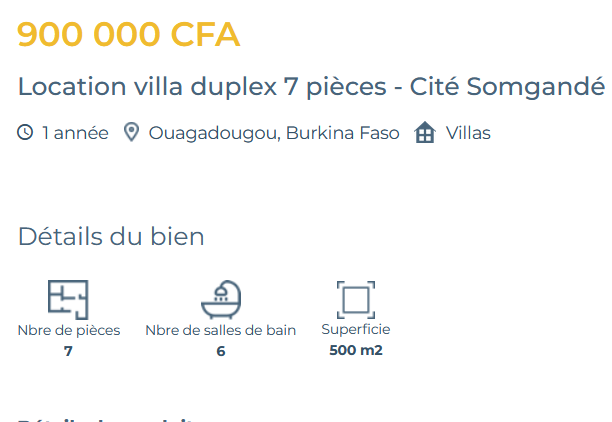 900 000 CFA
Location villa duplex 7 pièces - Cité Somgandé
1 année Ouagadougou, Burkina Faso Villas
Détails du bien
Nbre de pièces Nbre de salles de bain Superficie
7 6 500 m2